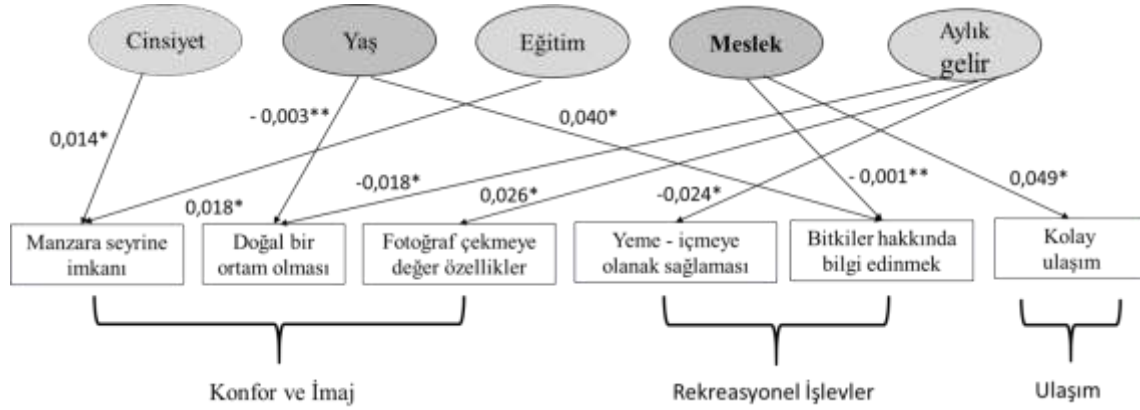 Cinsiyet
Yaş
Eğitim
Meslek
Aylık
gelir
0,014*
- 0,003**
0,040*
0,018*
-0,018*
0,026*
-0,024*
- 0,001**
0,049*
Manzara seyrine
imkanı
Doğal bir
ortam olması
Fotoğraf çekmeye
değer özellikler
Yeme - içmeye
olanak sağlaması
Bitkiler hakkında
bilgi edinmek
Kolay
ulaşım
Konfor ve İmaj
Rekreasyonel İşlevler
Ulaşım